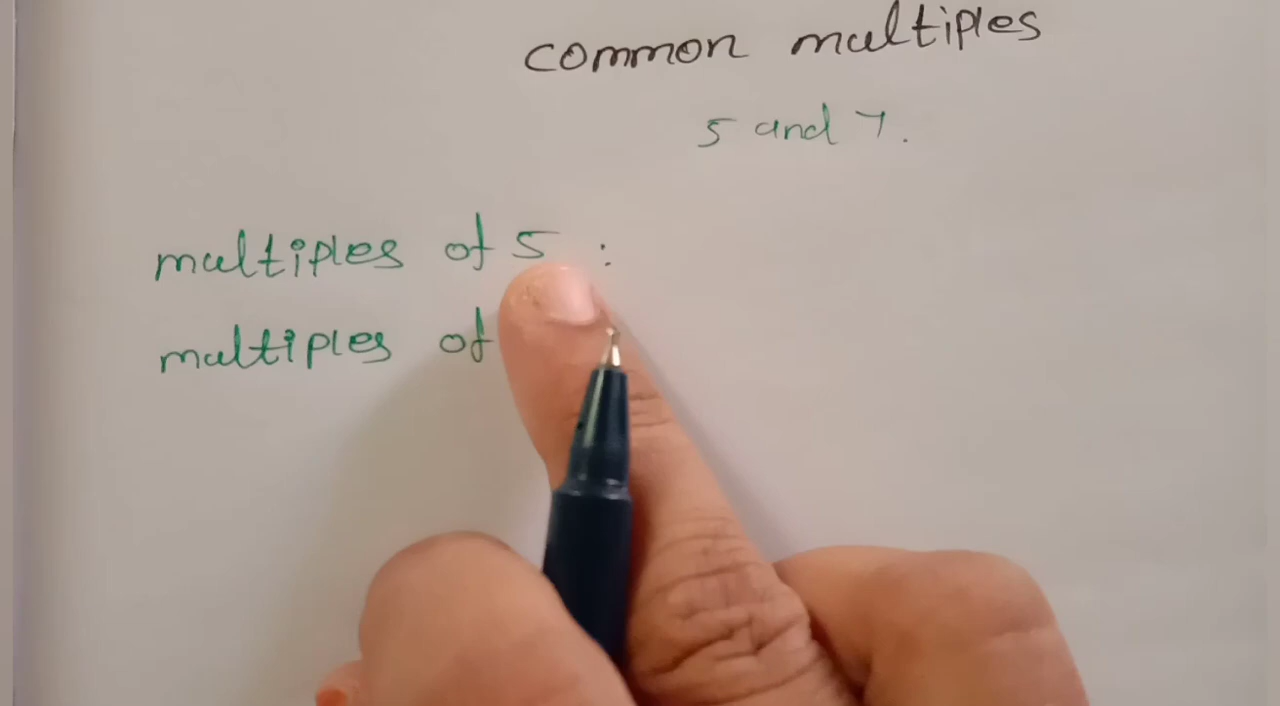 common multiples
5 and 7.
multiples of 5 :
multiples of